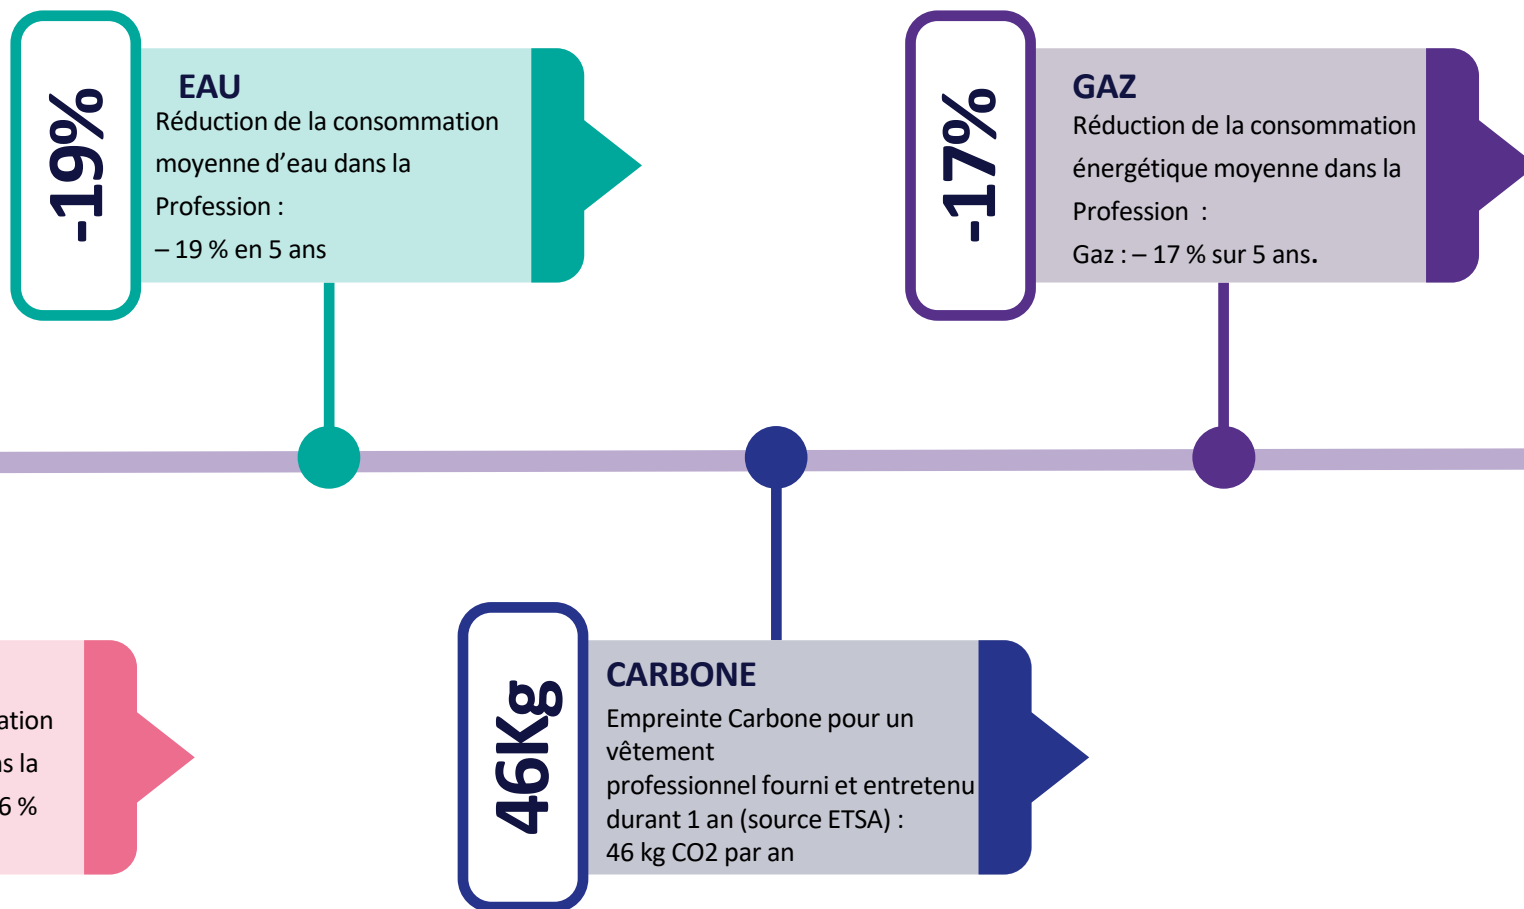 -19%
EAU
Réduction de la consommation
moyenne d’eau dans la
Profession :
– 19 % en 5 ans
-17%
GAZ
Réduction de la consommation
énergétique moyenne dans la
Profession :
Gaz : – 17 % sur 5 ans.
6 %
46Kg
CARBONE
Empreinte Carbone pour un
vêtement
professionnel fourni et entretenu
durant 1 an (source ETSA) :
46 kg CO2 par an